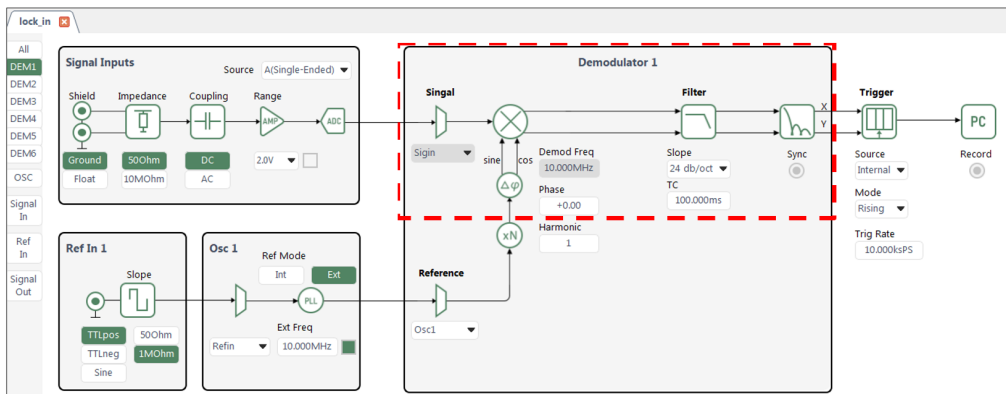 lock_in
All
DEM1
DEM2
DEM3
DEM4
DEM5
DEM6
OSC
Signal
In
Ref
In
Signal
Out
Signal Inputs
Source A(Single-Ended)
Shield Impedance Coupling Range
AMP ADC
Ground 50Ohm DC 2.0V
Float 10MOhm AC
Ref In 1
Slope
TTLpos 50Ohm
TTLneg 1MOhm
Sine
Osc 1
Ref Mode
Int Ext
PLL
Ext Freq
Refin 10.000MHz
Demodulator 1
Singal
Sigin
sine cos
Δφ
xN
Demod Freq
10.000MHz
Phase
+0.00
Harmonic
1
Reference
Osc1
Filter
Slope
24 db/oct
TC
100.000ms
X
Y
Sync
Trigger
Source
Internal
Mode
Rising
Trig Rate
10.000ksPS
PC
Record